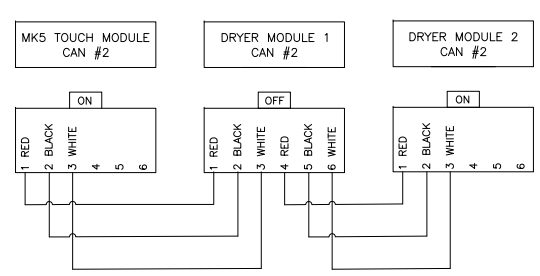 MK5 TOUCH MODULE
CAN #2
DRYER MODULE 1
CAN #2
DRYER MODULE 2
CAN #2
ON
OFF
ON
1 RED
2 BLACK
3 WHITE
4
5
6
1 RED
2 BLACK
3 WHITE
4 RED
5 BLACK
6 WHITE
1 RED
2 BLACK
3 WHITE
4
5
6